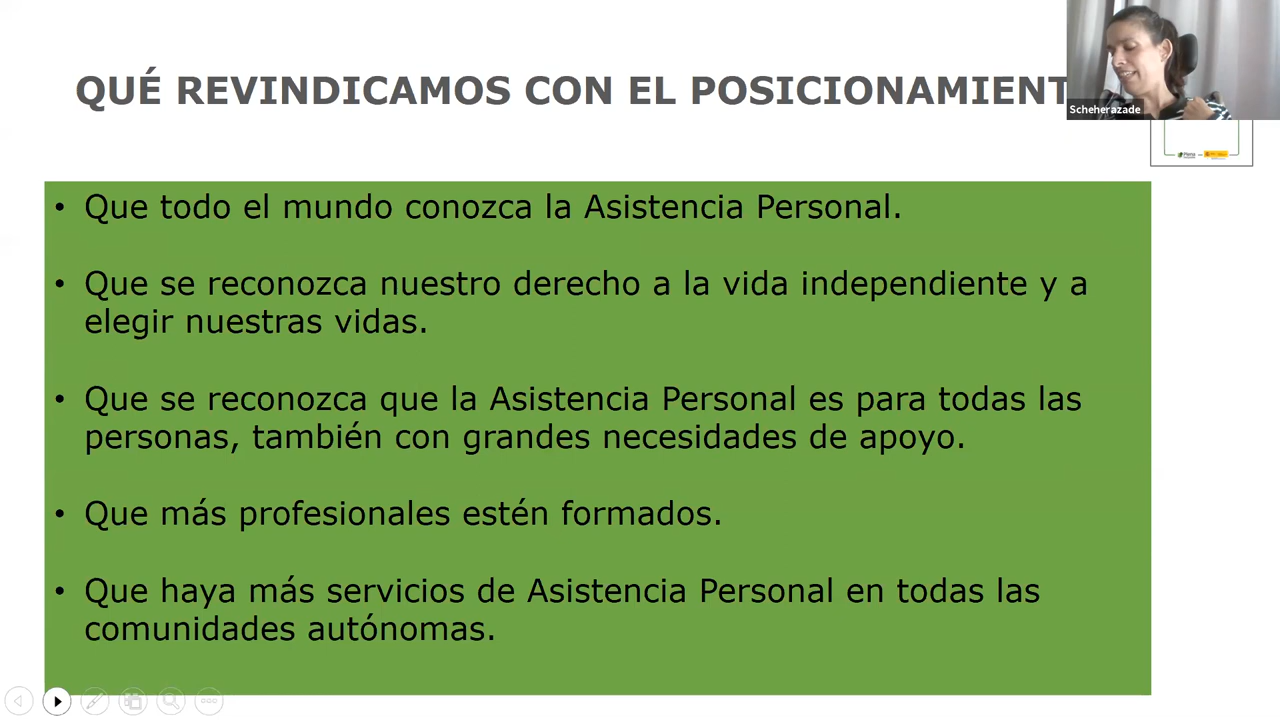 QUÉ REVINDICAMOS CON EL POSICIONAMIENT
Scheherazade
Plena
• Que todo el mundo conozca la Asistencia Personal.
• Que se reconozca nuestro derecho a la vida independiente y a
elegir nuestras vidas.
• Que se reconozca que la Asistencia Personal es para todas las
personas, también con grandes necesidades de apoyo.
• Que más profesionales estén formados.
• Que haya más servicios de Asistencia Personal en todas las
comunidades autónomas.